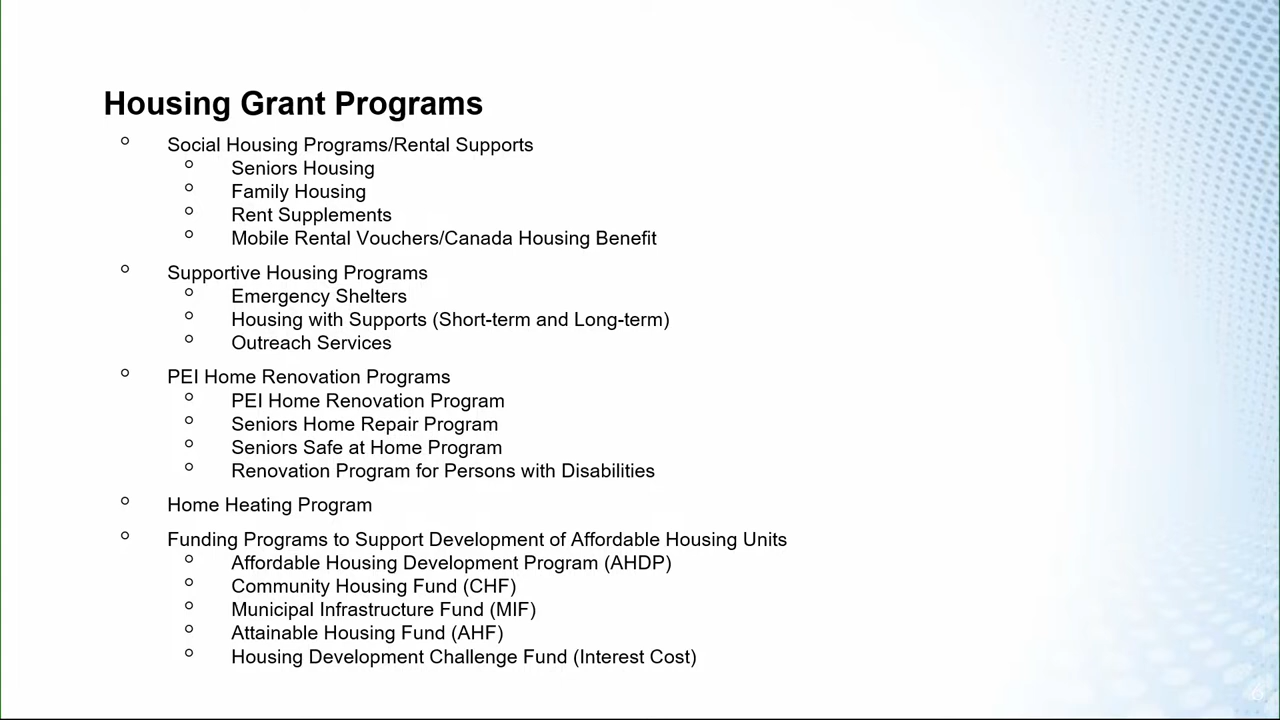 Housing Grant Programs
Social Housing Programs/Rental Supports
Seniors Housing
Family Housing
Rent Supplements
Mobile Rental Vouchers/Canada Housing Benefit
Supportive Housing Programs
Emergency Shelters
Housing with Supports (Short-term and Long-term)
Outreach Services
PEI Home Renovation Programs
PEI Home Renovation Program
Seniors Home Repair Program
Seniors Safe at Home Program
Renovation Program for Persons with Disabilities
Home Heating Program
Funding Programs to Support Development of Affordable Housing Units
Affordable Housing Development Program (AHDP)
Community Housing Fund (CHF)
Municipal Infrastructure Fund (MIF)
Attainable Housing Fund (AHF)
Housing Development Challenge Fund (Interest Cost)